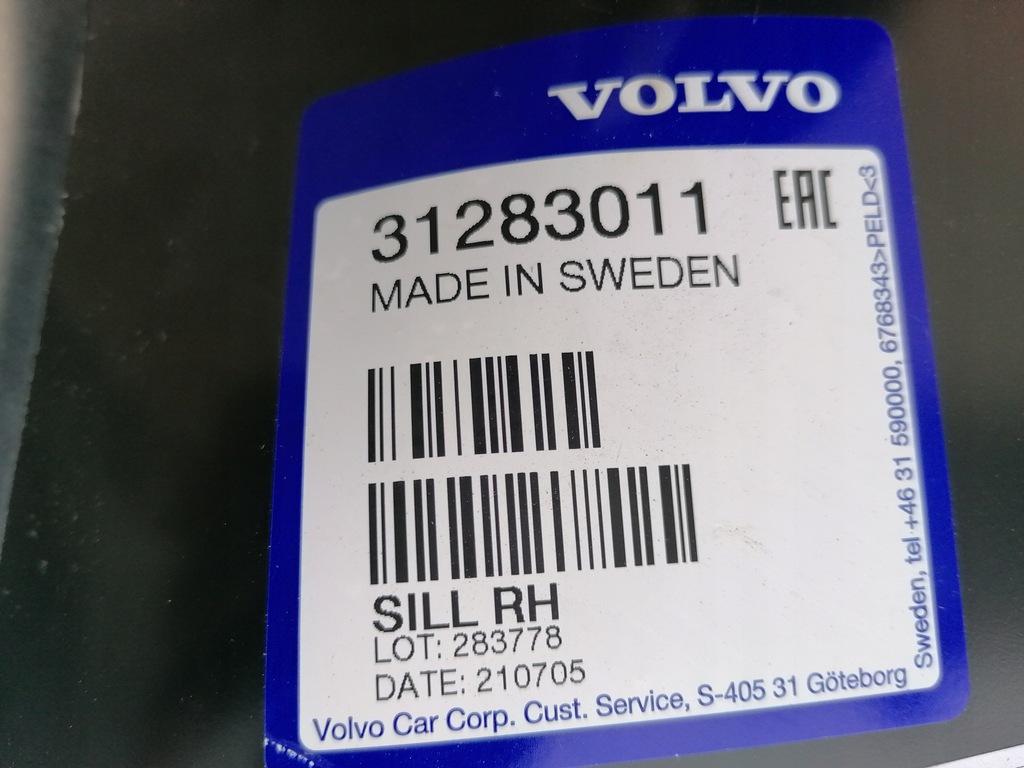 VOLVO
31283011
EAC
MADE IN SWEDEN
SILL RH
LOT: 283778
DATE: 210705
Volvo Car Corp. Cust. Service, S-405 31 Göteborg
Sweden, tel +46 31 590000, 6768343>PELD<3